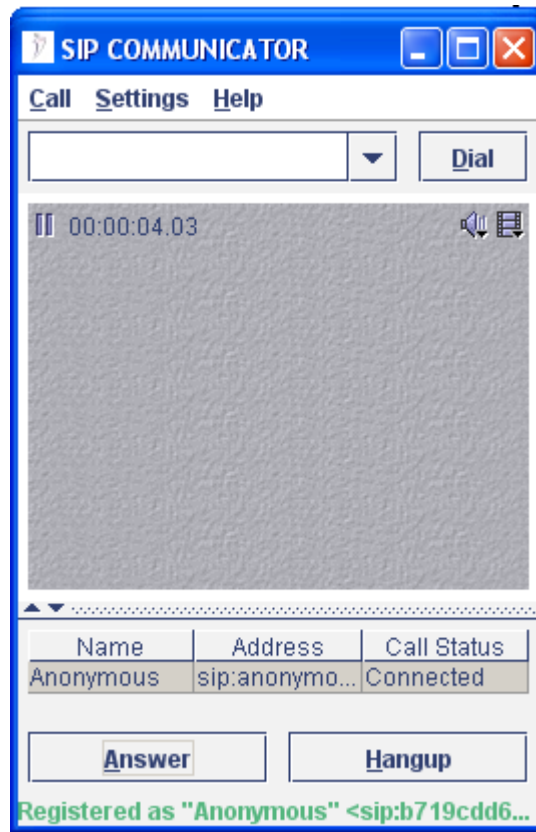 SIP COMMUNICATOR
Call Settings Help
Dial
00:00:04.03
Name Address Call Status
Anonymous sip:anonymo... Connected
Answer Hangup
Registered as "Anonymous" <sip:b719cdd6...